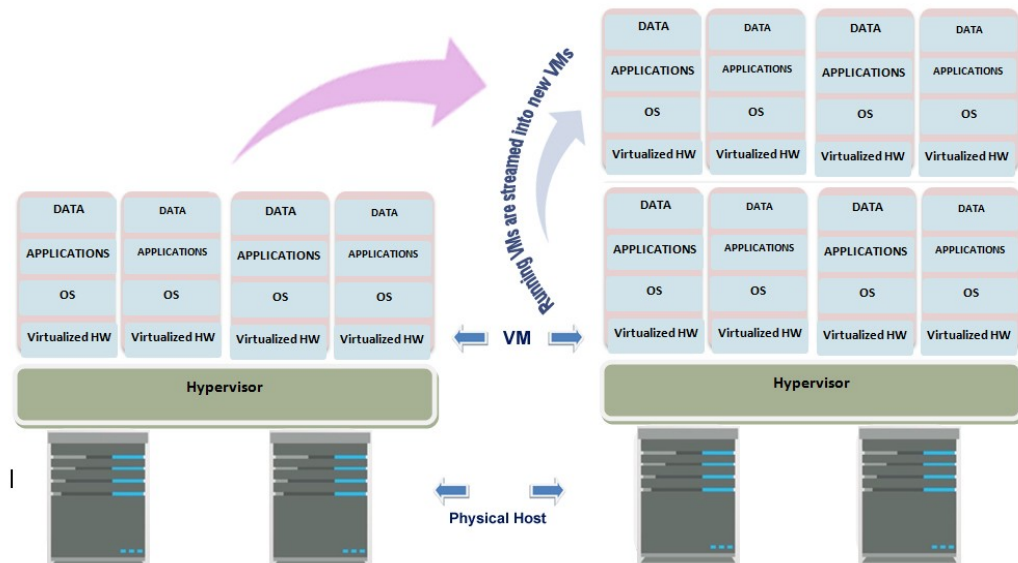 DATA DATA DATA DATA
APPLICATIONS APPLICATIONS APPLICATIONS APPLICATIONS
OS OS OS OS
Virtualized HW Virtualized HW Virtualized HW Virtualized HW
Hypervisor
Running VMs are streamed into new VMs
VM
Physical Host
DATA DATA DATA DATA
APPLICATIONS APPLICATIONS APPLICATIONS APPLICATIONS
OS OS OS OS
Virtualized HW Virtualized HW Virtualized HW Virtualized HW
DATA DATA DATA DATA
APPLICATIONS APPLICATIONS APPLICATIONS APPLICATIONS
OS OS OS OS
Virtualized HW Virtualized HW Virtualized HW Virtualized HW
Hypervisor